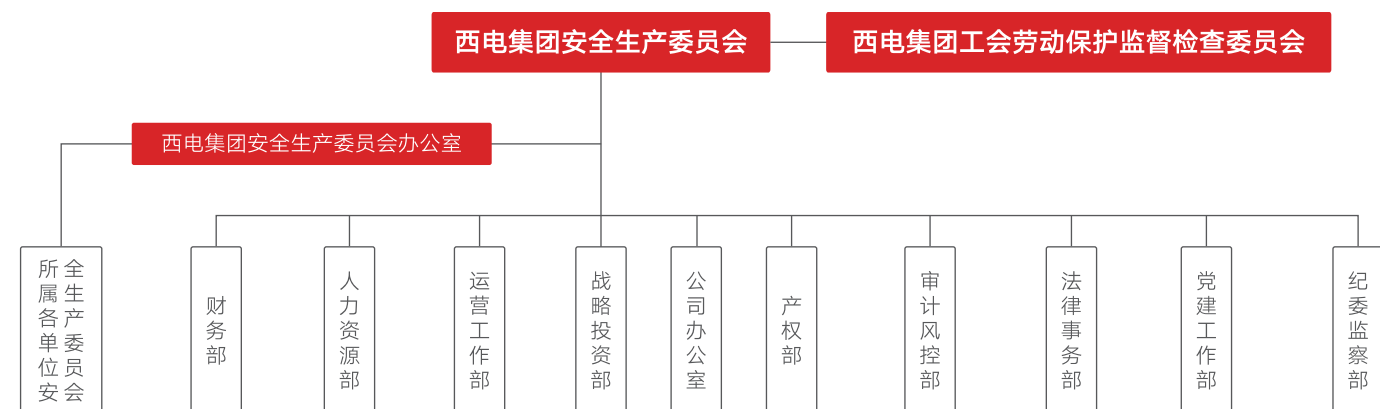 西电集团安全生产委员会
西电集团工会劳动保护监督检查委员会
西电集团安全生产委员会办公室
所属各单位安
全生产委员会
财务部
人力资源部
运营工作部
战略投资部
公司办公室
产权部
审计风控部
法律事务部
党建工作部
纪委监察部